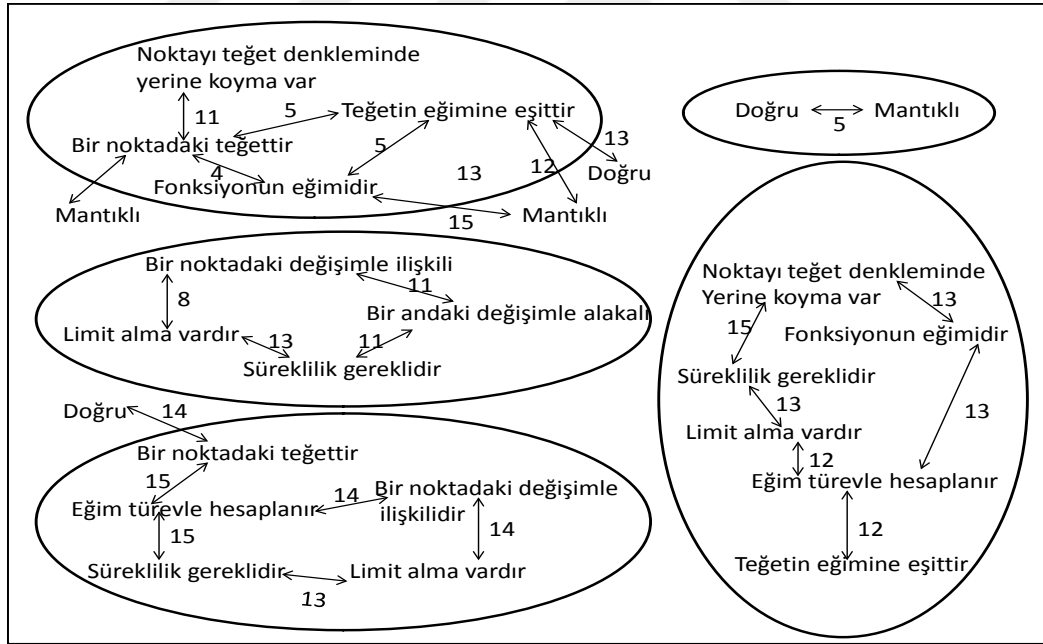 Noktayı teğet denkleminde
yerine koyma var
11
5
Teğetin eğimine eşittir
Bir noktadaki teğettir
5
13
4
13
12
Doğru
Fonksiyonun eğimidir
Mantıklı
15
Mantıklı
Doğru
5
Mantıklı
Bir noktadaki değişimle ilişkili
8
11
Bir andaki değişimle alakalı
Limit alma vardır
13
11
Süreklilik gereklidir
Doğru
14
Bir noktadaki teğettir
15
Eğim türevle hesaplanır
14
Bir noktadaki değişimle
ilişkilidir
15
14
Süreklilik gereklidir
Limit alma vardır
13
Noktayı teğet denkleminde
Yerine koyma var
13
15
Fonksiyonun eğimidir
Süreklilik gereklidir
13
13
Limit alma vardır
12
Eğim türevle hesaplanır
12
Teğetin eğimine eşittir